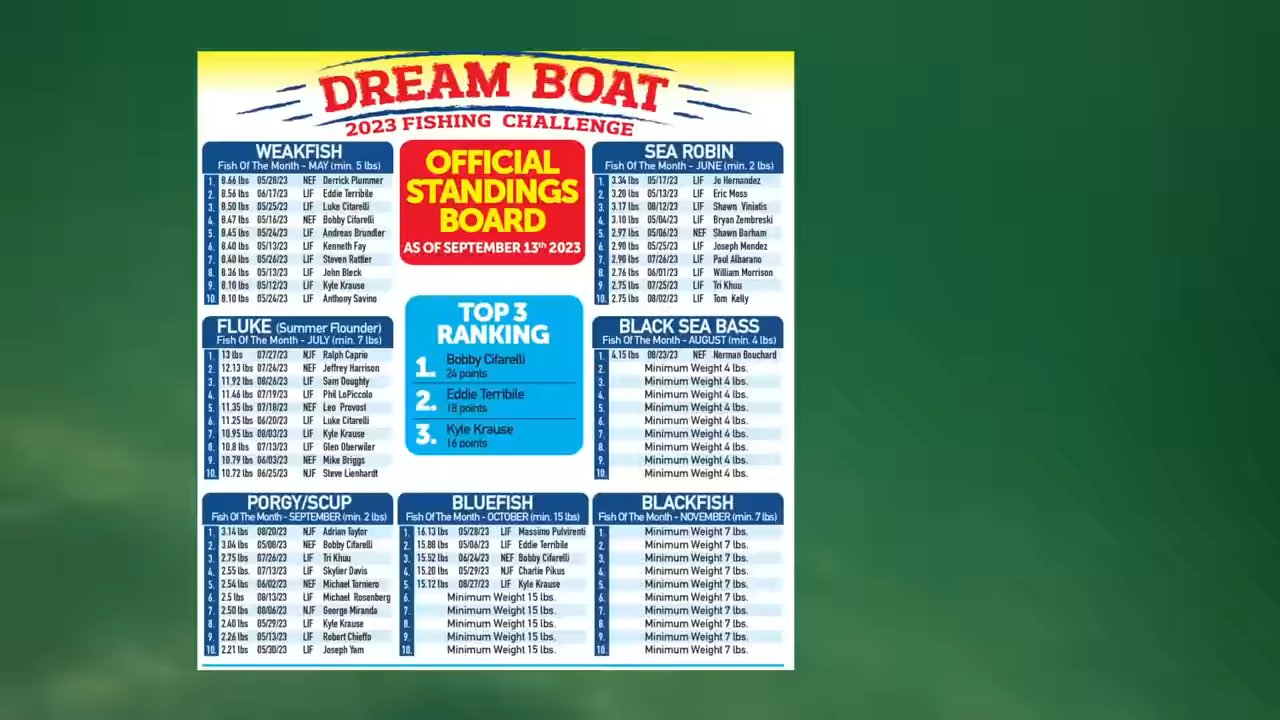 DREAM BOAT
2023 FISHING CHALLENGE
WEAKFISH
Fish Of The Month - MAY (min. 5 lbs)
1. 8.66 lbs 05/28/23 NEF Derrick Plummer
2. 8.56 lbs 06/17/23 LIF Eddie Terribile
3. 8.50 lbs 05/25/23 LIF Luke Citarelli
4. 8.47 lbs 05/16/23 NEF Bobby Cifarelli
5. 8.45 lbs 05/24/23 LIF Andreas Brundler
6. 8.40 lbs 05/13/23 LIF Kenneth Fay
7. 8.40 lbs 05/26/23 LIF Steven Rattler
8. 8.36 lbs 05/13/23 LIF John Bleck
9. 8.10 lbs 05/12/23 LIF Kyle Krause
10. 8.10 lbs 05/24/23 LIF Anthony Savino
OFFICIAL
STANDINGS
BOARD
AS OF SEPTEMBER 13th 2023
SEA ROBIN
Fish Of The Month - JUNE (min. 2 lbs)
1. 3.34 lbs 05/17/23 LIF Jo Hernandez
2. 3.20 lbs 05/13/23 LIF Eric Moss
3. 3.17 lbs 08/12/23 LIF Shawn Viniatis
4. 3.10 lbs 05/04/23 LIF Bryan Zembreski
5. 2.97 lbs 05/06/23 NEF Shawn Barham
6. 2.90 lbs 05/25/23 LIF Joseph Mendez
7. 2.90 lbs 07/26/23 LIF Paul Albarano
8. 2.76 lbs 06/01/23 LIF William Morrison
9. 2.75 lbs 07/25/23 LIF Tri Khuu
10. 2.75 lbs 08/02/23 LIF Tom Kelly
FLUKE (Summer Flounder)
Fish Of The Month - JULY (min. 7 lbs)
1. 13 lbs 07/27/23 NJF Ralph Caprio
2. 12.13 lbs 07/24/23 NEF Jeffrey Harrison
3. 11.92 lbs 08/26/23 LIF Sam Doughty
4. 11.46 lbs 07/19/23 LIF Phil LoPiccolo
5. 11.35 lbs 07/18/23 NEF Leo Provost
6. 11.25 lbs 06/20/23 LIF Luke Citarelli
7. 10.95 lbs 08/03/23 LIF Kyle Krause
8. 10.8 lbs 07/13/23 LIF Glen Oberwiler
9. 10.79 lbs 06/03/23 NEF Mike Briggs
10. 10.72 lbs 06/25/23 NJF Steve Lienhardt
TOP 3
RANKING
1. Bobby Cifarelli
24 points
2. Eddie Terribile
18 points
3. Kyle Krause
16 points
BLACK SEA BASS
Fish Of The Month - AUGUST (min. 4 lbs)
1. 4.15 lbs 08/23/23 NEF Norman Bouchard
2. Minimum Weight 4 lbs.
3. Minimum Weight 4 lbs.
4. Minimum Weight 4 lbs.
5. Minimum Weight 4 lbs.
6. Minimum Weight 4 lbs.
7. Minimum Weight 4 lbs.
8. Minimum Weight 4 lbs.
9. Minimum Weight 4 lbs.
10. Minimum Weight 4 lbs.
PORGY/SCUP
Fish Of The Month - SEPTEMBER (min. 2 lbs)
1. 3.14 lbs 08/20/23 NJF Adrian Taylor
2. 3.04 lbs 05/08/23 NEF Bobby Cifarelli
3. 2.75 lbs 07/26/23 LIF Tri Khuu
4. 2.55 lbs. 07/13/23 LIF Skylier Davis
5. 2.54 lbs 06/02/23 NEF Michael Torniero
6. 2.5 lbs 08/13/23 LIF Michael Rosenberg
7. 2.50 lbs 08/06/23 NJF George Miranda
8. 2.40 lbs 05/29/23 LIF Kyle Krause
9. 2.26 lbs 05/13/23 LIF Robert Chieffo
10. 2.21 lbs 05/30/23 LIF Joseph Yam
BLUEFISH
Fish Of The Month - OCTOBER (min. 15 lbs)
1. 16.13 lbs 05/28/23 LIF Massimo Pulvirenti
2. 15.88 lbs 05/06/23 LIF Eddie Terribile
3. 15.52 lbs 06/24/23 NEF Bobby Cifarelli
4. 15.20 lbs 05/29/23 NJF Charlie Pikus
5. 15.12 lbs 08/27/23 LIF Kyle Krause
6. Minimum Weight 15 lbs.
7. Minimum Weight 15 lbs.
8. Minimum Weight 15 lbs.
9. Minimum Weight 15 lbs.
10. Minimum Weight 15 lbs.
BLACKFISH
Fish Of The Month - NOVEMBER (min. 7 lbs)
1. Minimum Weight 7 lbs.
2. Minimum Weight 7 lbs.
3. Minimum Weight 7 lbs.
4. Minimum Weight 7 lbs.
5. Minimum Weight 7 lbs.
6. Minimum Weight 7 lbs.
7. Minimum Weight 7 lbs.
8. Minimum Weight 7 lbs.
9. Minimum Weight 7 lbs.
10. Minimum Weight 7 lbs.